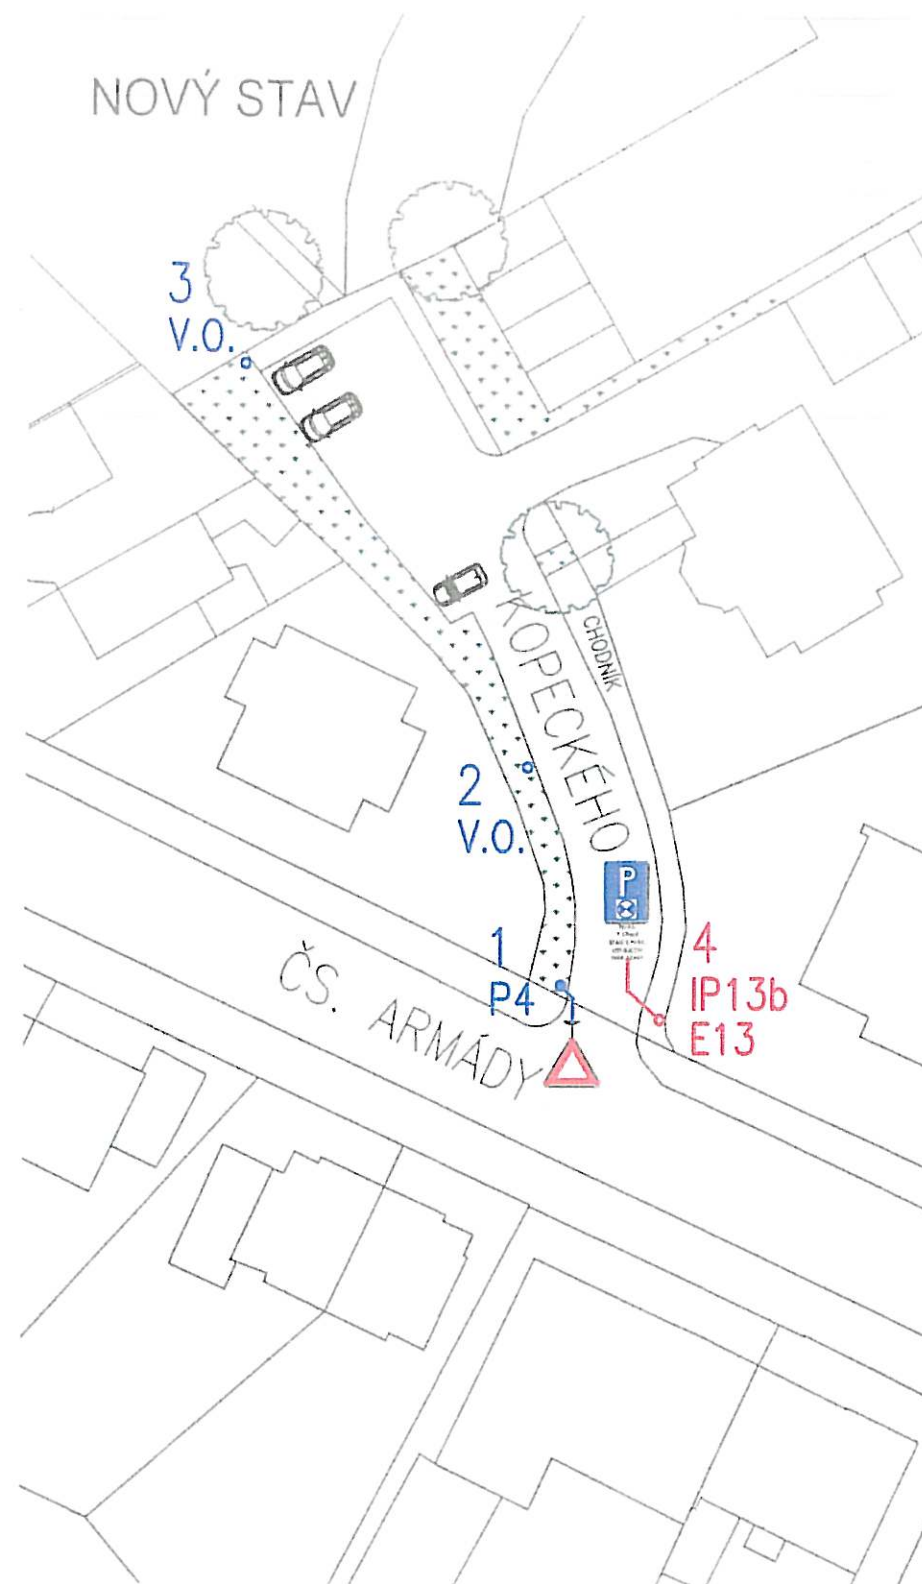 NOVÝ STAV
3
V.O.
KOPECKÉHO
CHODNÍK
2
V.O.
P
1
P4
4
IP13b
E13
ČS. ARMÁDY